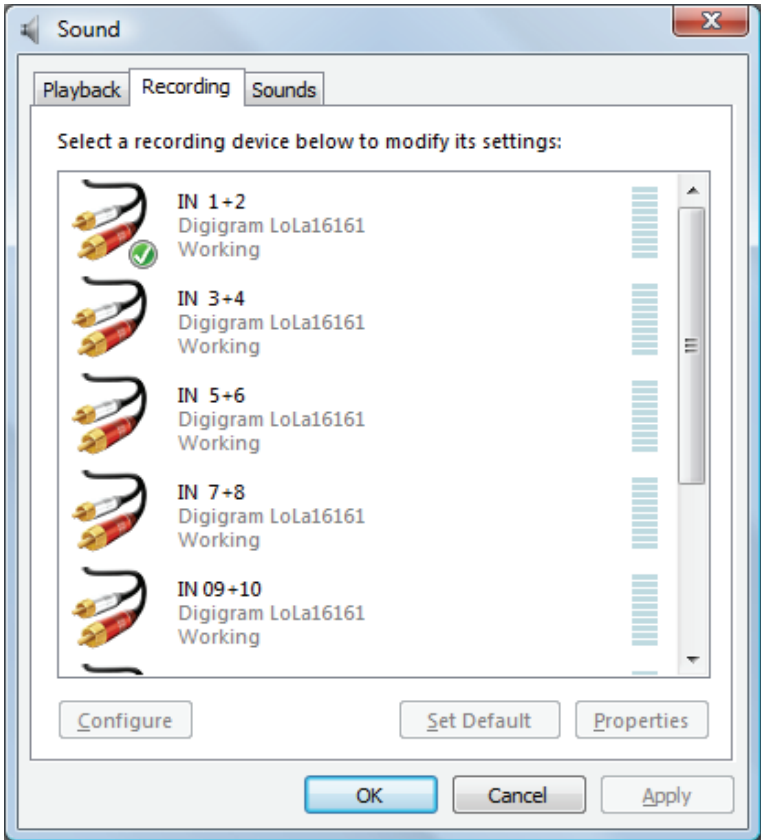 Sound
Playback Recording Sounds
Select a recording device below to modify its settings:
IN 1+2
Digigram LoLa16161
Working
IN 3+4
Digigram LoLa16161
Working
IN 5+6
Digigram LoLa16161
Working
IN 7+8
Digigram LoLa16161
Working
IN 09+10
Digigram LoLa16161
Working
Configure Set Default Properties
OK Cancel Apply